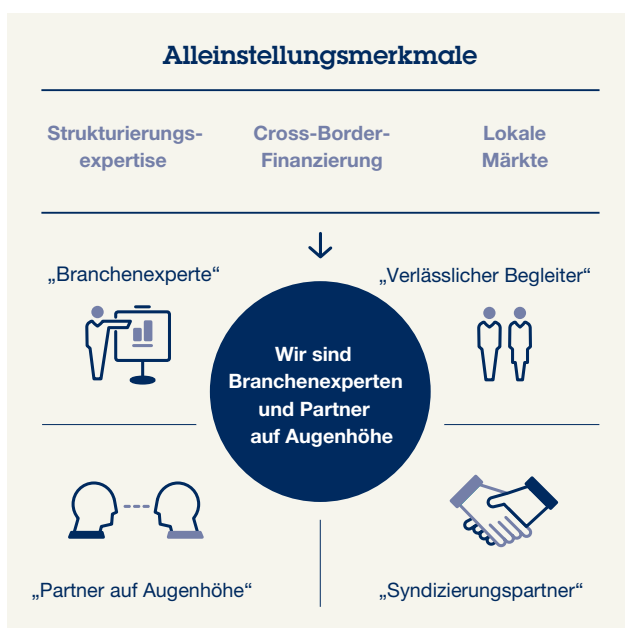 Alleinstellungsmerkmale
Strukturierungs-
expertise
Cross-Border-
Finanzierung
Lokale
Märkte
„Branchenexperte“
„Verlässlicher Begleiter“
Wir sind
Branchenexperten
und Partner
auf Augenhöhe
„Partner auf Augenhöhe“
„Syndizierungspartner“